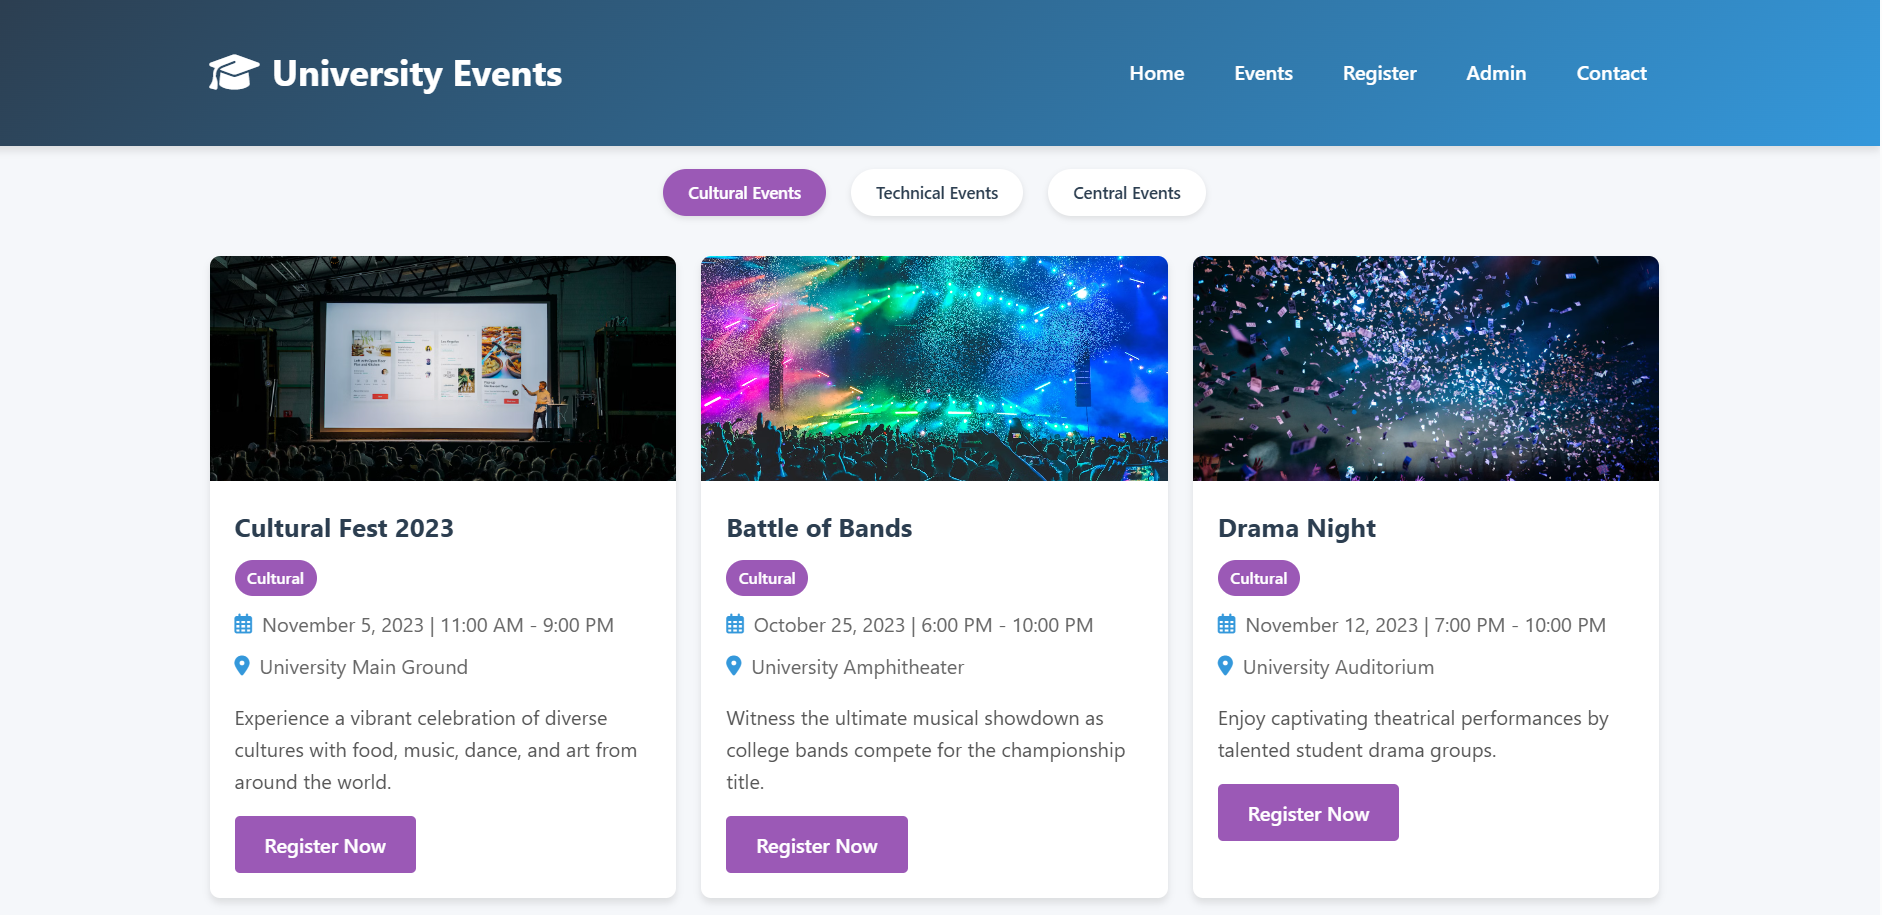 University Events
Home
Events
Register
Admin
Contact
Cultural Events
Technical Events
Central Events
Cultural Fest 2023
Cultural
November 5, 2023 | 11:00 AM - 9:00 PM
University Main Ground
Experience a vibrant celebration of diverse
cultures with food, music, dance, and art from
around the world.
Register Now
Battle of Bands
Cultural
October 25, 2023 | 6:00 PM - 10:00 PM
University Amphitheater
Witness the ultimate musical showdown as
college bands compete for the championship
title.
Register Now
Drama Night
Cultural
November 12, 2023 | 7:00 PM - 10:00 PM
University Auditorium
Enjoy captivating theatrical performances by
talented student drama groups.
Register Now